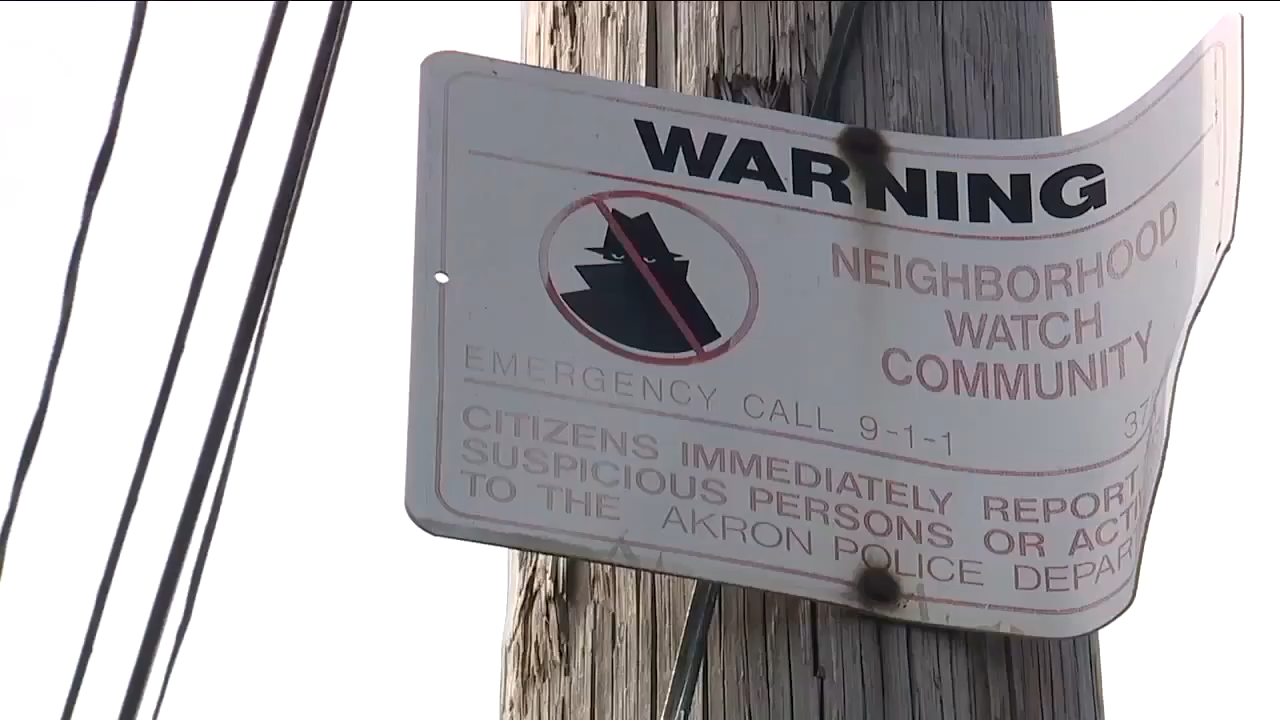 WARNING
NEIGHBORHOOD
WATCH
COMMUNITY
EMERGENCY CALL 9-1-1
CITIZENS IMMEDIATELY REPORT
SUSPICIOUS PERSONS OR
TO THE AKRON POLICE